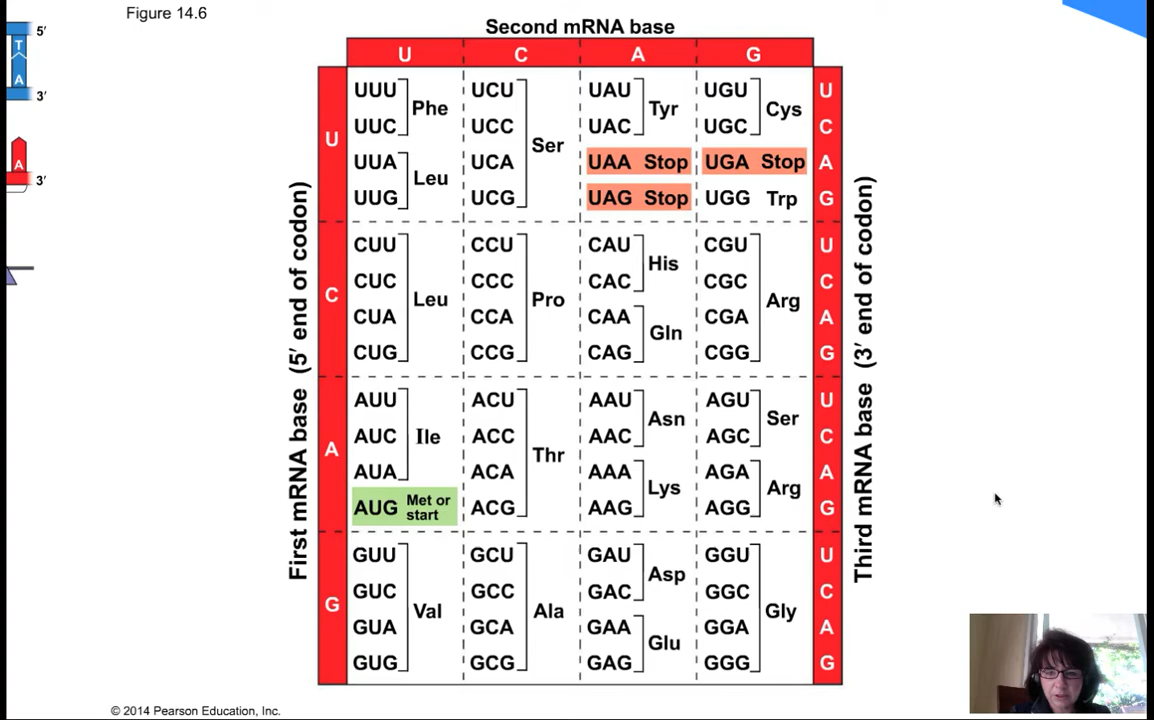 Figure 14.6
Second mRNA base
U C A G
5′
T
A
3′
A
3′
First mRNA base (5′ end of codon)
Third mRNA base (3′ end of codon)
U
UUU
UUC
Phe
UUA
UUG
Leu
UCU
UCC
UCA
UCG
Ser
UAU
UAC
Tyr
UAA Stop
UAG Stop
UGU
UGC
Cys
UGA Stop
UGG Trp
U
C
A
G
C
CUU
CUC
CUA
CUG
Leu
CCU
CCC
CCA
CCG
Pro
CAU
CAC
His
CAA
CAG
Gln
CGU
CGC
CGA
CGG
Arg
U
C
A
G
A
AUU
AUC
AUA
Ile
AUG Met or
start
ACU
ACC
ACA
ACG
Thr
AAU
AAC
Asn
AAA
AAG
Lys
AGU
AGC
Ser
AGA
AGG
Arg
U
C
A
G
G
GUU
GUC
GUA
GUG
Val
GCU
GCC
GCA
GCG
Ala
GAU
GAC
Asp
GAA
GAG
Glu
GGU
GGC
GGA
GGG
Gly
U
C
A
G
© 2014 Pearson Education, Inc.